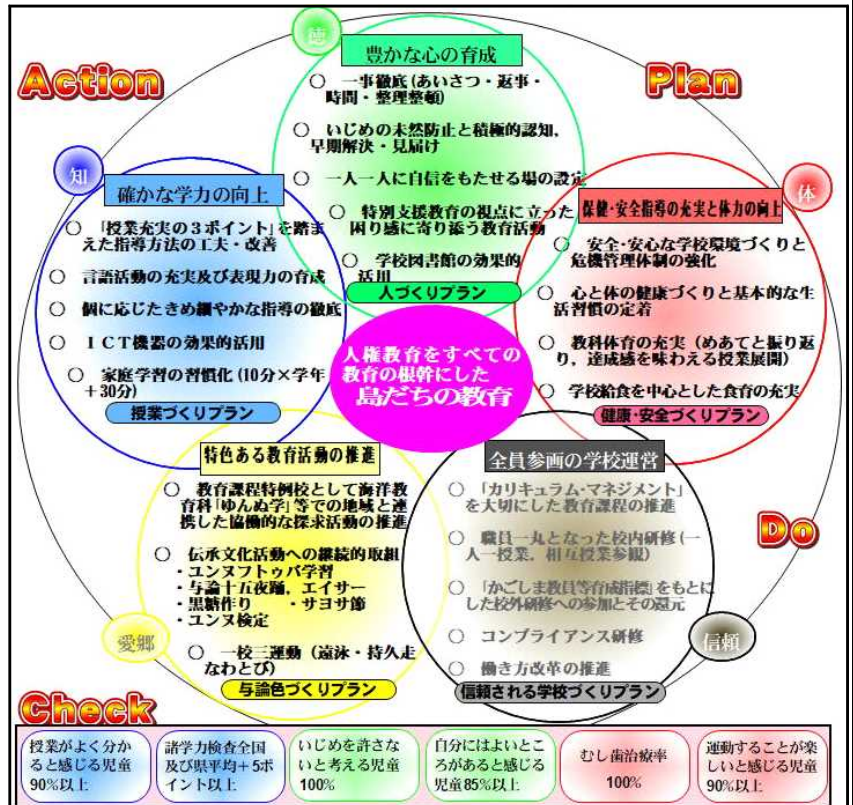 Action
Plan
徳
豊かな心の育成
○ 一事徹底(あいさつ・返事・
時間・整理整頓)
○ いじめの未然防止と積極的認知,
早期解決・見届け
○ 一人一人に自信をもたせる場の設定
○ 特別支援教育の視点に立った
困り感に寄り添う教育活動
○ 学校図書館の効果的
活用
人づくりプラン
知
確かな学力の向上
○ 「授業充実の3ポイント」を踏ま
えた指導方法の工夫・改善
○ 言語活動の充実及び表現力の育成
○ 個に応じたきめ細やかな指導の徹底
○ ICT機器の効果的活用
○ 家庭学習の習慣化(10分×学年
+30分)
授業づくりプラン
体
保健・安全指導の充実と体力の向上
○ 安全・安心な学校環境づくりと
危機管理体制の強化
○ 心と体の健康づくりと基本的な生
活習慣の定着
○ 教科体育の充実(めあてと振り返
り,達成感を味わえる授業展開)
○ 学校給食を中心とした食育の充実
健康・安全づくりプラン
人権教育をすべての
教育の根幹にした
島だちの教育
特色ある教育活動の推進
○ 教育課程特例校として海洋教
育科「ゆんぬ学」等での地域と連
携した協働的な探求活動の推進
○ 伝承文化活動への継続的取組
・ユンヌフトゥバ学習
・与論十五夜踊,エイサー
・黒糖作り ・サヨサ節
・ユンヌ検定
○ 一校三運動(遠泳・持久走
なわとび)
愛郷
与論色づくりプラン
全員参画の学校運営
○ 「カリキュラム・マネジメント」
を大切にした教育課程の推進
○ 職員一丸となった校内研修(一
人一授業,相互授業参観)
○ 「かごしま教員等育成指標」をもとに
した校外研修への参加とその還元
○ コンプライアンス研修
○ 働き方改革の推進
信頼
信頼される学校づくりプラン
Do
Check
授業がよく分か
ると感じる児童
90%以上
諸学力検査全国
及び県平均+5ポ
イント以上
いじめを許さな
いと考える児童
100%
自分にはよいとこ
ろがあると感じる
児童85%以上
むし歯治療率
100%
運動することが楽
しいと感じる児童
90%以上